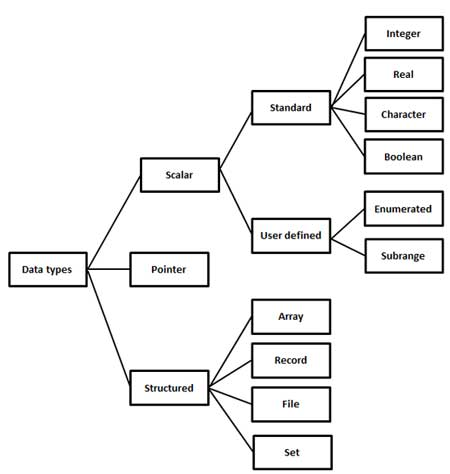 Integer
Real
Standard
Character
Boolean
Scalar
Enumerated
User defined
Subrange
Data types
Pointer
Array
Record
Structured
File
Set